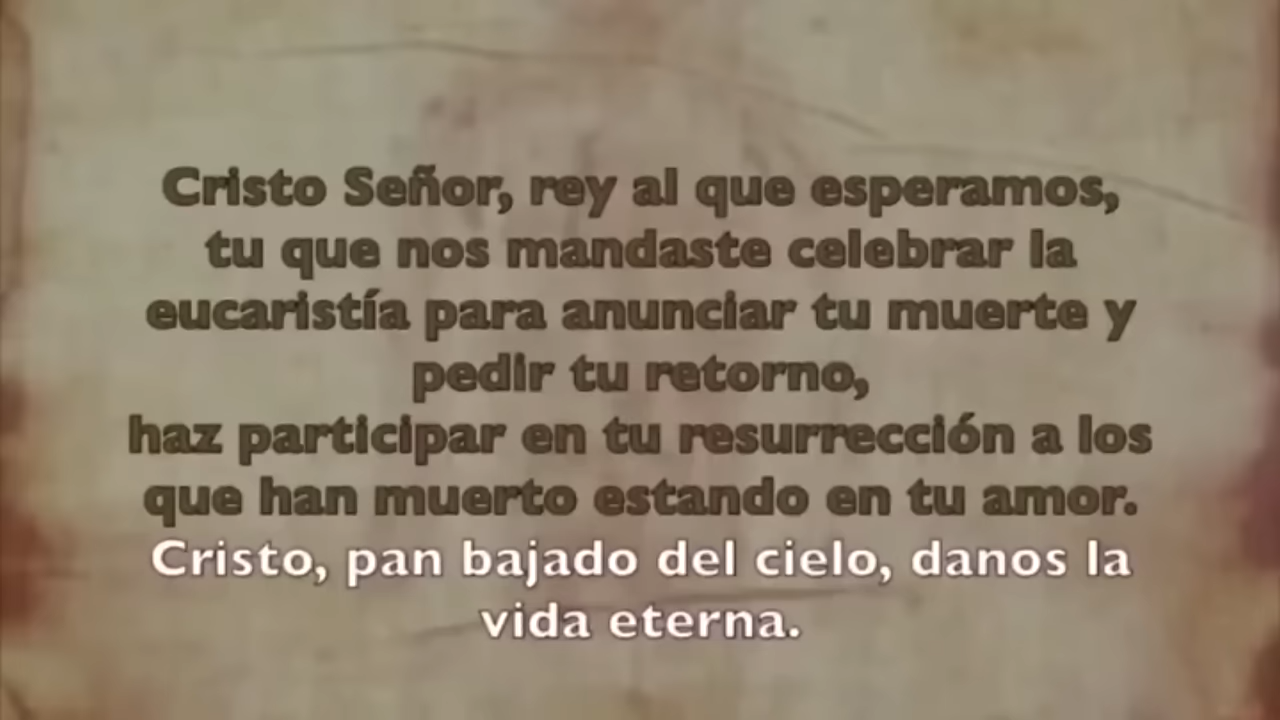 Cristo Señor, rey al que esperamos,
tu que nos mandaste celebrar la
eucaristía para anunciar tu muerte y
pedir tu retorno,
haz participar en tu resurrección a los
que han muerto estando en tu amor.
Cristo, pan bajado del cielo, danos la
vida eterna.